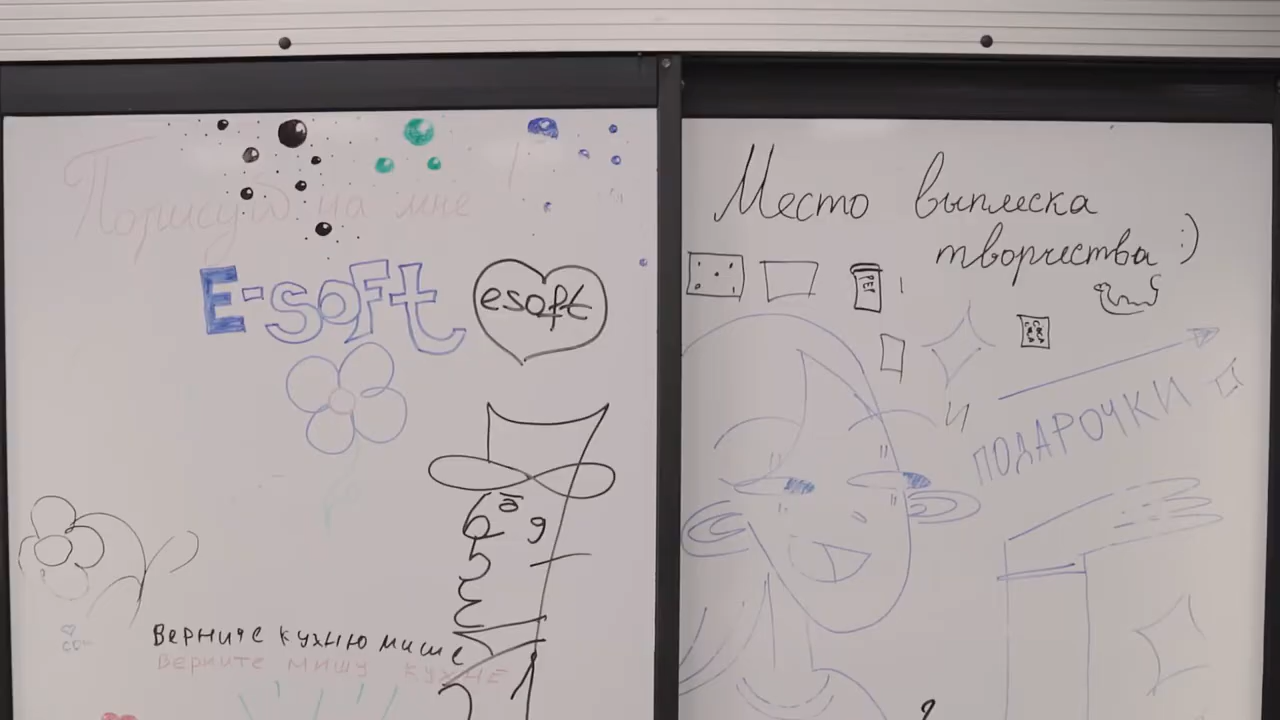 Порисуй на мне !
E-soft
esoft
Верните кухню мише
Верните мишу кухне
Место выплеска
творчества :)
И
ПОДАРОЧКИ